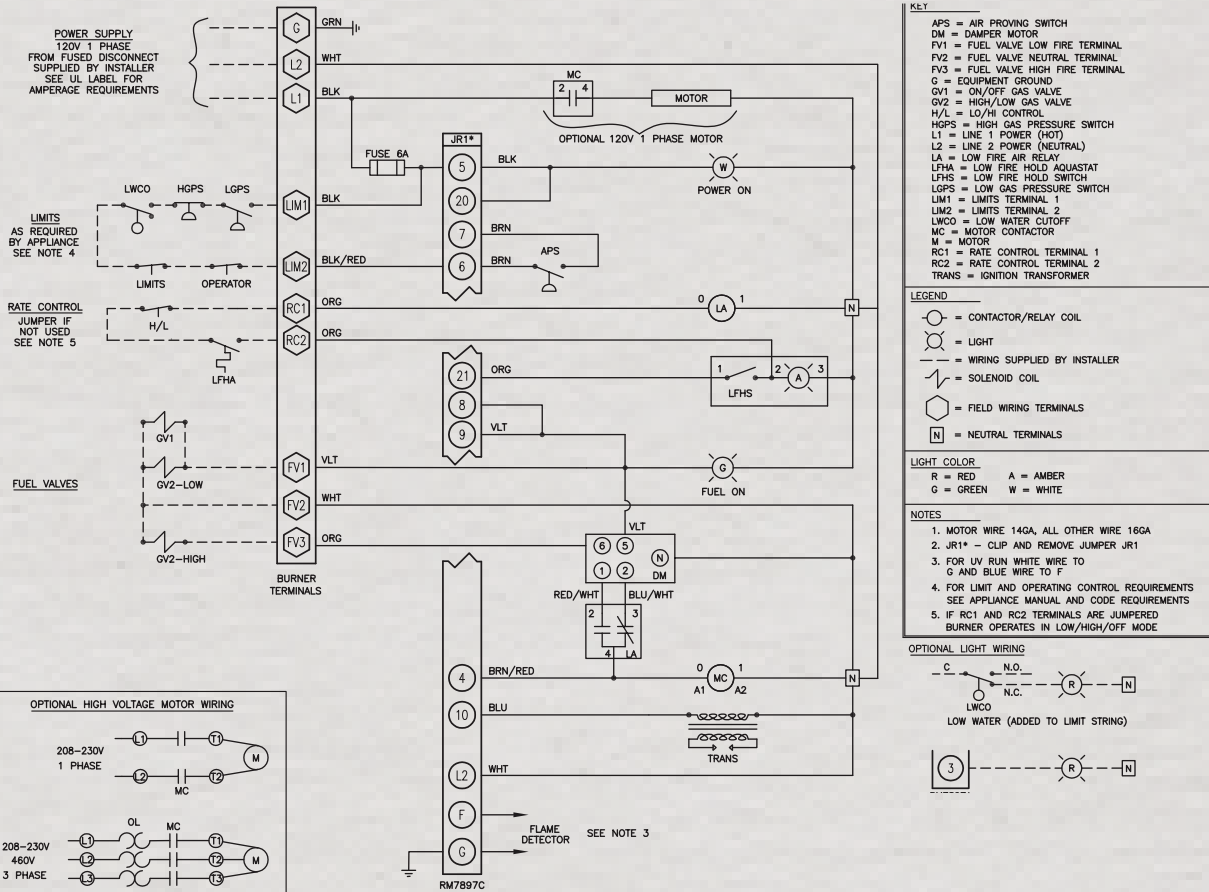 POWER SUPPLY
120V 1 PHASE
FROM FUSED DISCONNECT
SUPPLIED BY INSTALLER
SEE UL LABEL FOR
AMPERAGE REQUIREMENTS
G
GRN
L2
WHT
L1
BLK
MC
2 4
MOTOR
OPTIONAL 120V 1 PHASE MOTOR
JR1*
FUSE 6A
5
BLK
W
POWER ON
20
LWCO
HGPS
LGPS
LIM1
BLK
LIMITS
AS REQUIRED
BY APPLIANCE
SEE NOTE 4
7
BRN
APS
LIM2
BLK/RED
6
BRN
LIMITS
OPERATOR
RATE CONTROL
JUMPER IF
NOT USED
SEE NOTE 5
H/L
RC1
ORG
0
LA
1
N
RC2
ORG
LFHA
21
ORG
1
2
A
3
LFHS
8
9
VLT
GV1
FUEL VALVES
GV2-LOW
FV1
VLT
G
FUEL ON
FV2
WHT
FV3
ORG
GV2-HIGH
BURNER
TERMINALS
VLT
6 5
N
1 2
DM
RED/WHT
BLU/WHT
2
3
4
LA
4
BRN/RED
0
MC
1
A1
A2
N
10
BLU
TRANS
L2
WHT
F
FLAME
DETECTOR
SEE NOTE 3
G
RM7897C
OPTIONAL HIGH VOLTAGE MOTOR WIRING
208-230V
1 PHASE
L1
T1
M
L2
T2
MC
208-230V
460V
3 PHASE
OL
MC
L1
T1
L2
T2
M
L3
T3
KEY
APS = AIR PROVING SWITCH
DM = DAMPER MOTOR
FV1 = FUEL VALVE LOW FIRE TERMINAL
FV2 = FUEL VALVE NEUTRAL TERMINAL
FV3 = FUEL VALVE HIGH FIRE TERMINAL
G = EQUIPMENT GROUND
GV1 = ON/OFF GAS VALVE
GV2 = HIGH/LOW GAS VALVE
H/L = LO/HI CONTROL
HGPS = HIGH GAS PRESSURE SWITCH
L1 = LINE 1 POWER (HOT)
L2 = LINE 2 POWER (NEUTRAL)
LA = LOW FIRE AIR RELAY
LFHA = LOW FIRE HOLD AQUASTAT
LFHS = LOW FIRE HOLD SWITCH
LGPS = LOW GAS PRESSURE SWITCH
LIM1 = LIMITS TERMINAL 1
LIM2 = LIMITS TERMINAL 2
LWCO = LOW WATER CUTOFF
MC = MOTOR CONTACTOR
M = MOTOR
RC1 = RATE CONTROL TERMINAL 1
RC2 = RATE CONTROL TERMINAL 2
TRANS = IGNITION TRANSFORMER
LEGEND
= CONTACTOR/RELAY COIL
= LIGHT
= WIRING SUPPLIED BY INSTALLER
= SOLENOID COIL
= FIELD WIRING TERMINALS
N = NEUTRAL TERMINALS
LIGHT COLOR
R = RED A = AMBER
G = GREEN W = WHITE
NOTES
1. MOTOR WIRE 14GA, ALL OTHER WIRE 16GA
2. JR1* - CLIP AND REMOVE JUMPER JR1
3. FOR UV RUN WHITE WIRE TO
G AND BLUE WIRE TO F
4. FOR LIMIT AND OPERATING CONTROL REQUIREMENTS
SEE APPLIANCE MANUAL AND CODE REQUIREMENTS
5. IF RC1 AND RC2 TERMINALS ARE JUMPERED
BURNER OPERATES IN LOW/HIGH/OFF MODE
OPTIONAL LIGHT WIRING
C
N.O.
N.C.
R
N
LWCO
LOW WATER (ADDED TO LIMIT STRING)
3
R
N